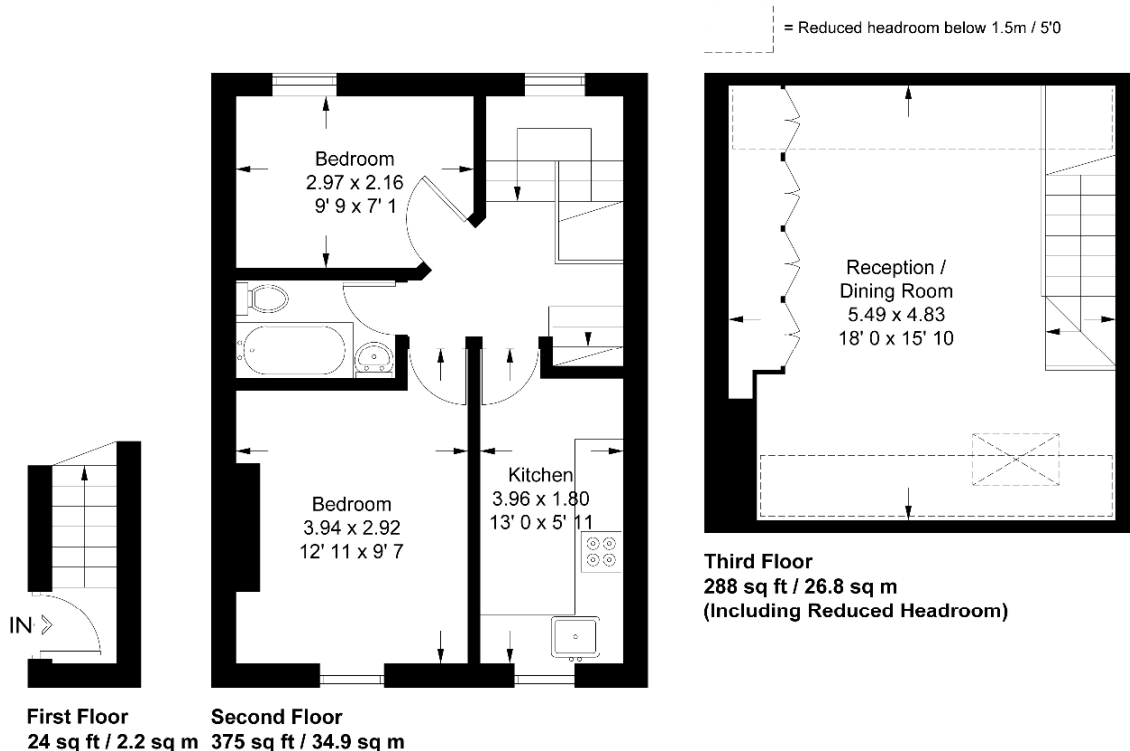 = Reduced headroom below 1.5m / 5'0
Bedroom
2.97 x 2.16
9' 9 x 7' 1
Reception /
Dining Room
5.49 x 4.83
18' 0 x 15' 10
Bedroom
3.94 x 2.92
12' 11 x 9' 7
Kitchen
3.96 x 1.80
13' 0 x 5' 11
IN
Third Floor
288 sq ft / 26.8 sq m
(Including Reduced Headroom)
First Floor
24 sq ft / 2.2 sq m
Second Floor
375 sq ft / 34.9 sq m